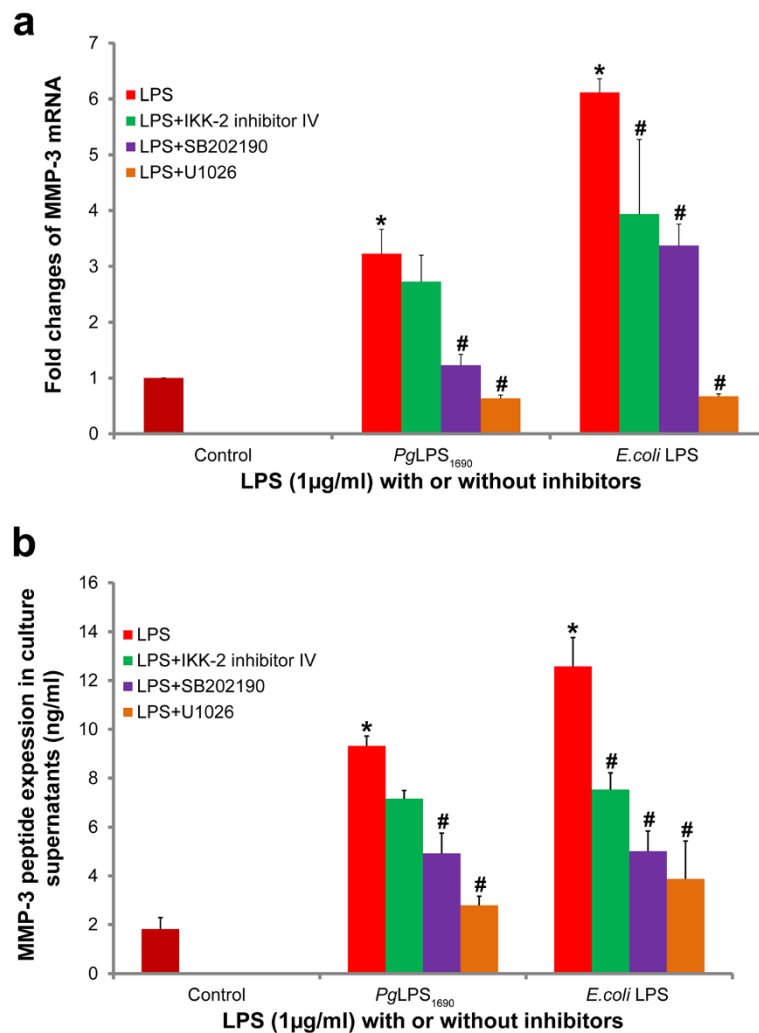 a
Fold changes of MMP-3 mRNA
7
6
5
4
3
2
1
0
LPS
LPS+IKK-2 inhibitor IV
LPS+SB202190
LPS+U1026
*
#
#
*
#
#
#
Control
PgLPS₁₆₉₀
E.coli LPS
LPS (1µg/ml) with or without inhibitors
b
MMP-3 peptide expession in culture
supernatants (ng/ml)
16
14
12
10
8
6
4
2
0
LPS
LPS+IKK-2 inhibitor IV
LPS+SB202190
LPS+U1026
*
#
#
*
#
#
#
Control
PgLPS₁₆₉₀
E.coli LPS
LPS (1µg/ml) with or without inhibitors